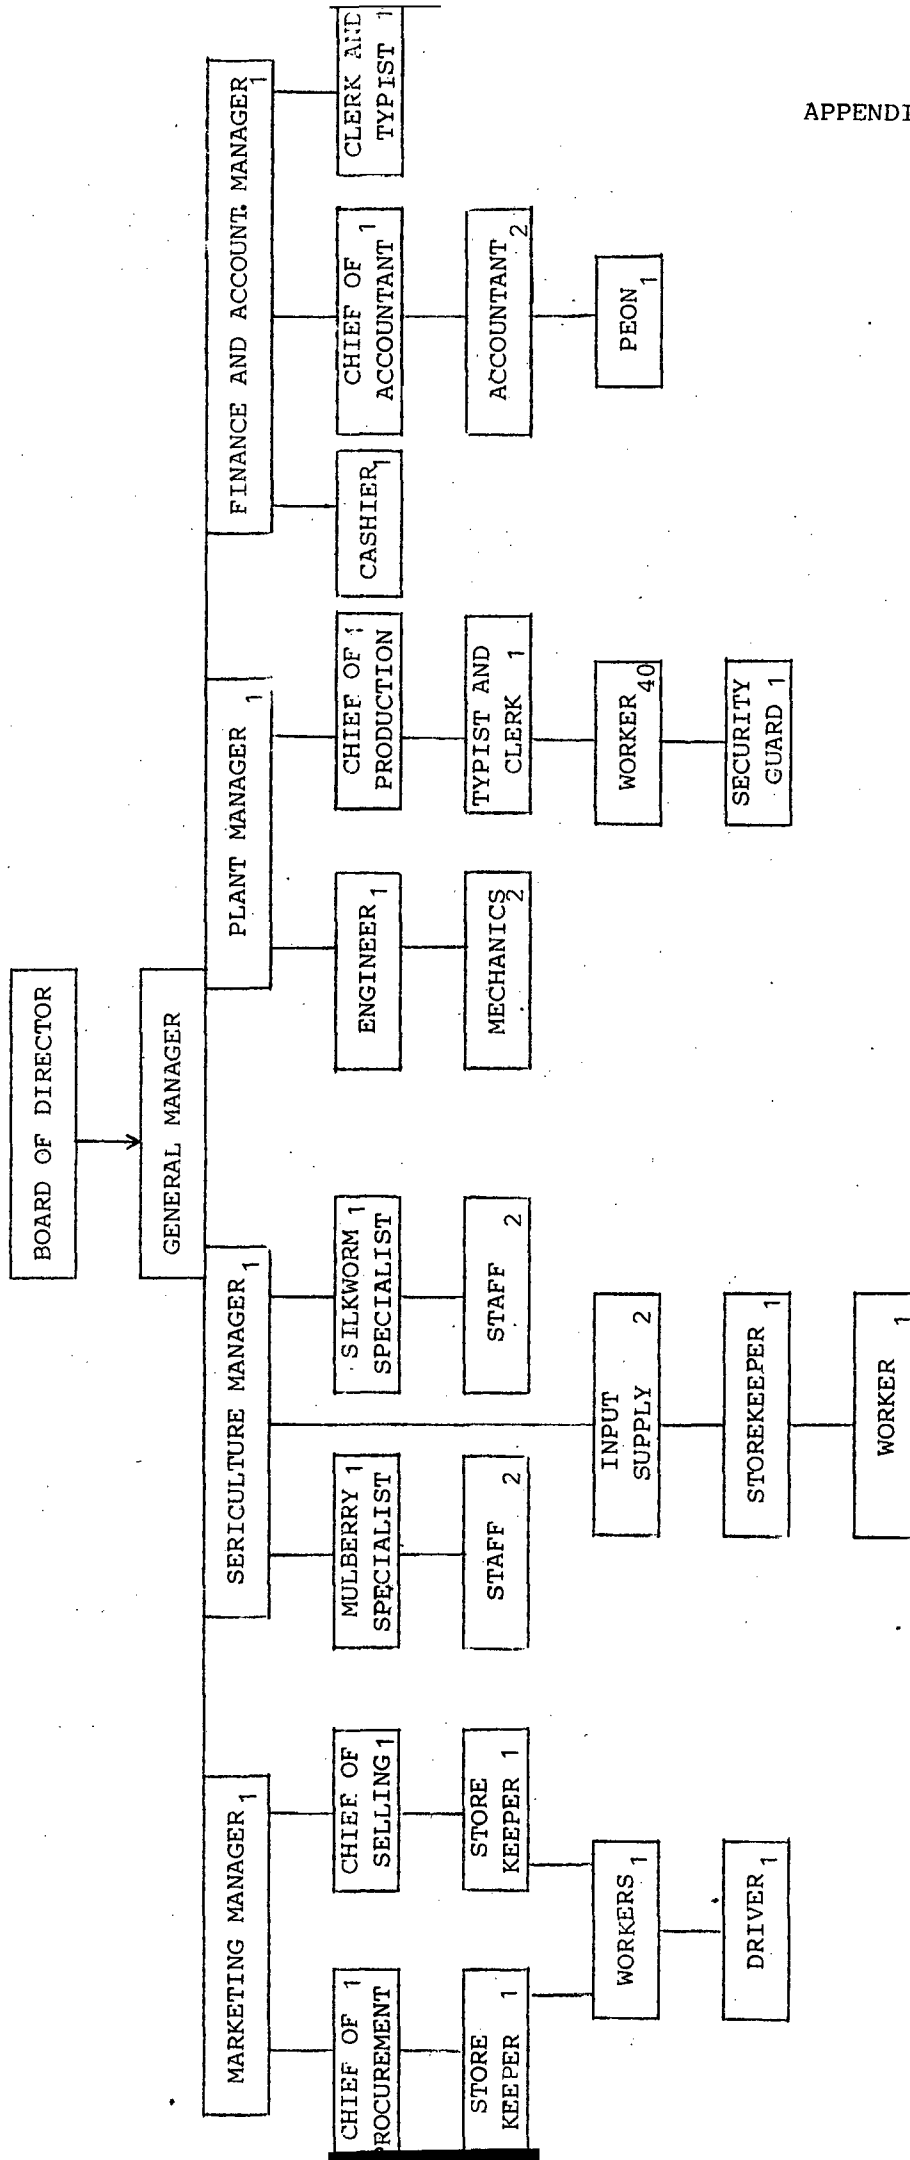 APPENDI
BOARD OF DIRECTOR
GENERAL MANAGER
MARKETING MANAGER 1
SERICULTURE MANAGER 1
PLANT MANAGER 1
FINANCE AND ACCOUNT. MANAGER 1
CHIEF OF 1
PROCUREMENT
CHIEF OF
SELLING 1
MULBERRY 1
SPECIALIST
SILKWORM 1
SPECIALIST
ENGINEER 1
CHIEF OF 1
PRODUCTION
CASHIER 1
CHIEF OF 1
ACCOUNTANT
CLERK AND
TYPIST 1
STORE
KEEPER 1
STORE
KEEPER 1
STAFF 2
STAFF 2
MECHANICS 2
TYPIST AND
CLERK 1
ACCOUNTANT 2
WORKERS 1
INPUT
SUPPLY 2
WORKER 40
PEON 1
DRIVER 1
STOREKEEPER 1
SECURITY
GUARD 1
WORKER 1